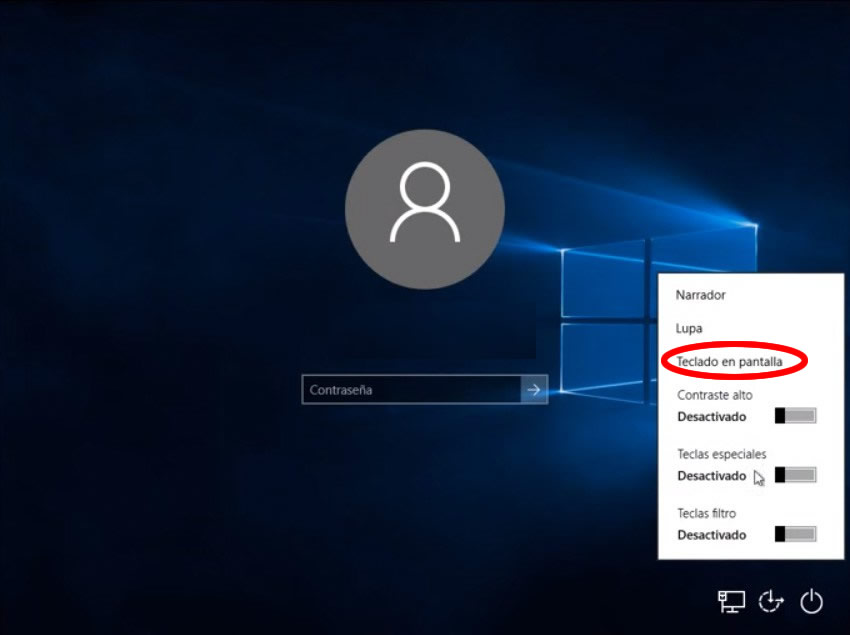 Contraseña
Narrador
Lupa
Teclado en pantalla
Contraste alto
Desactivado
Teclas especiales
Desactivado
Teclas filtro
Desactivado